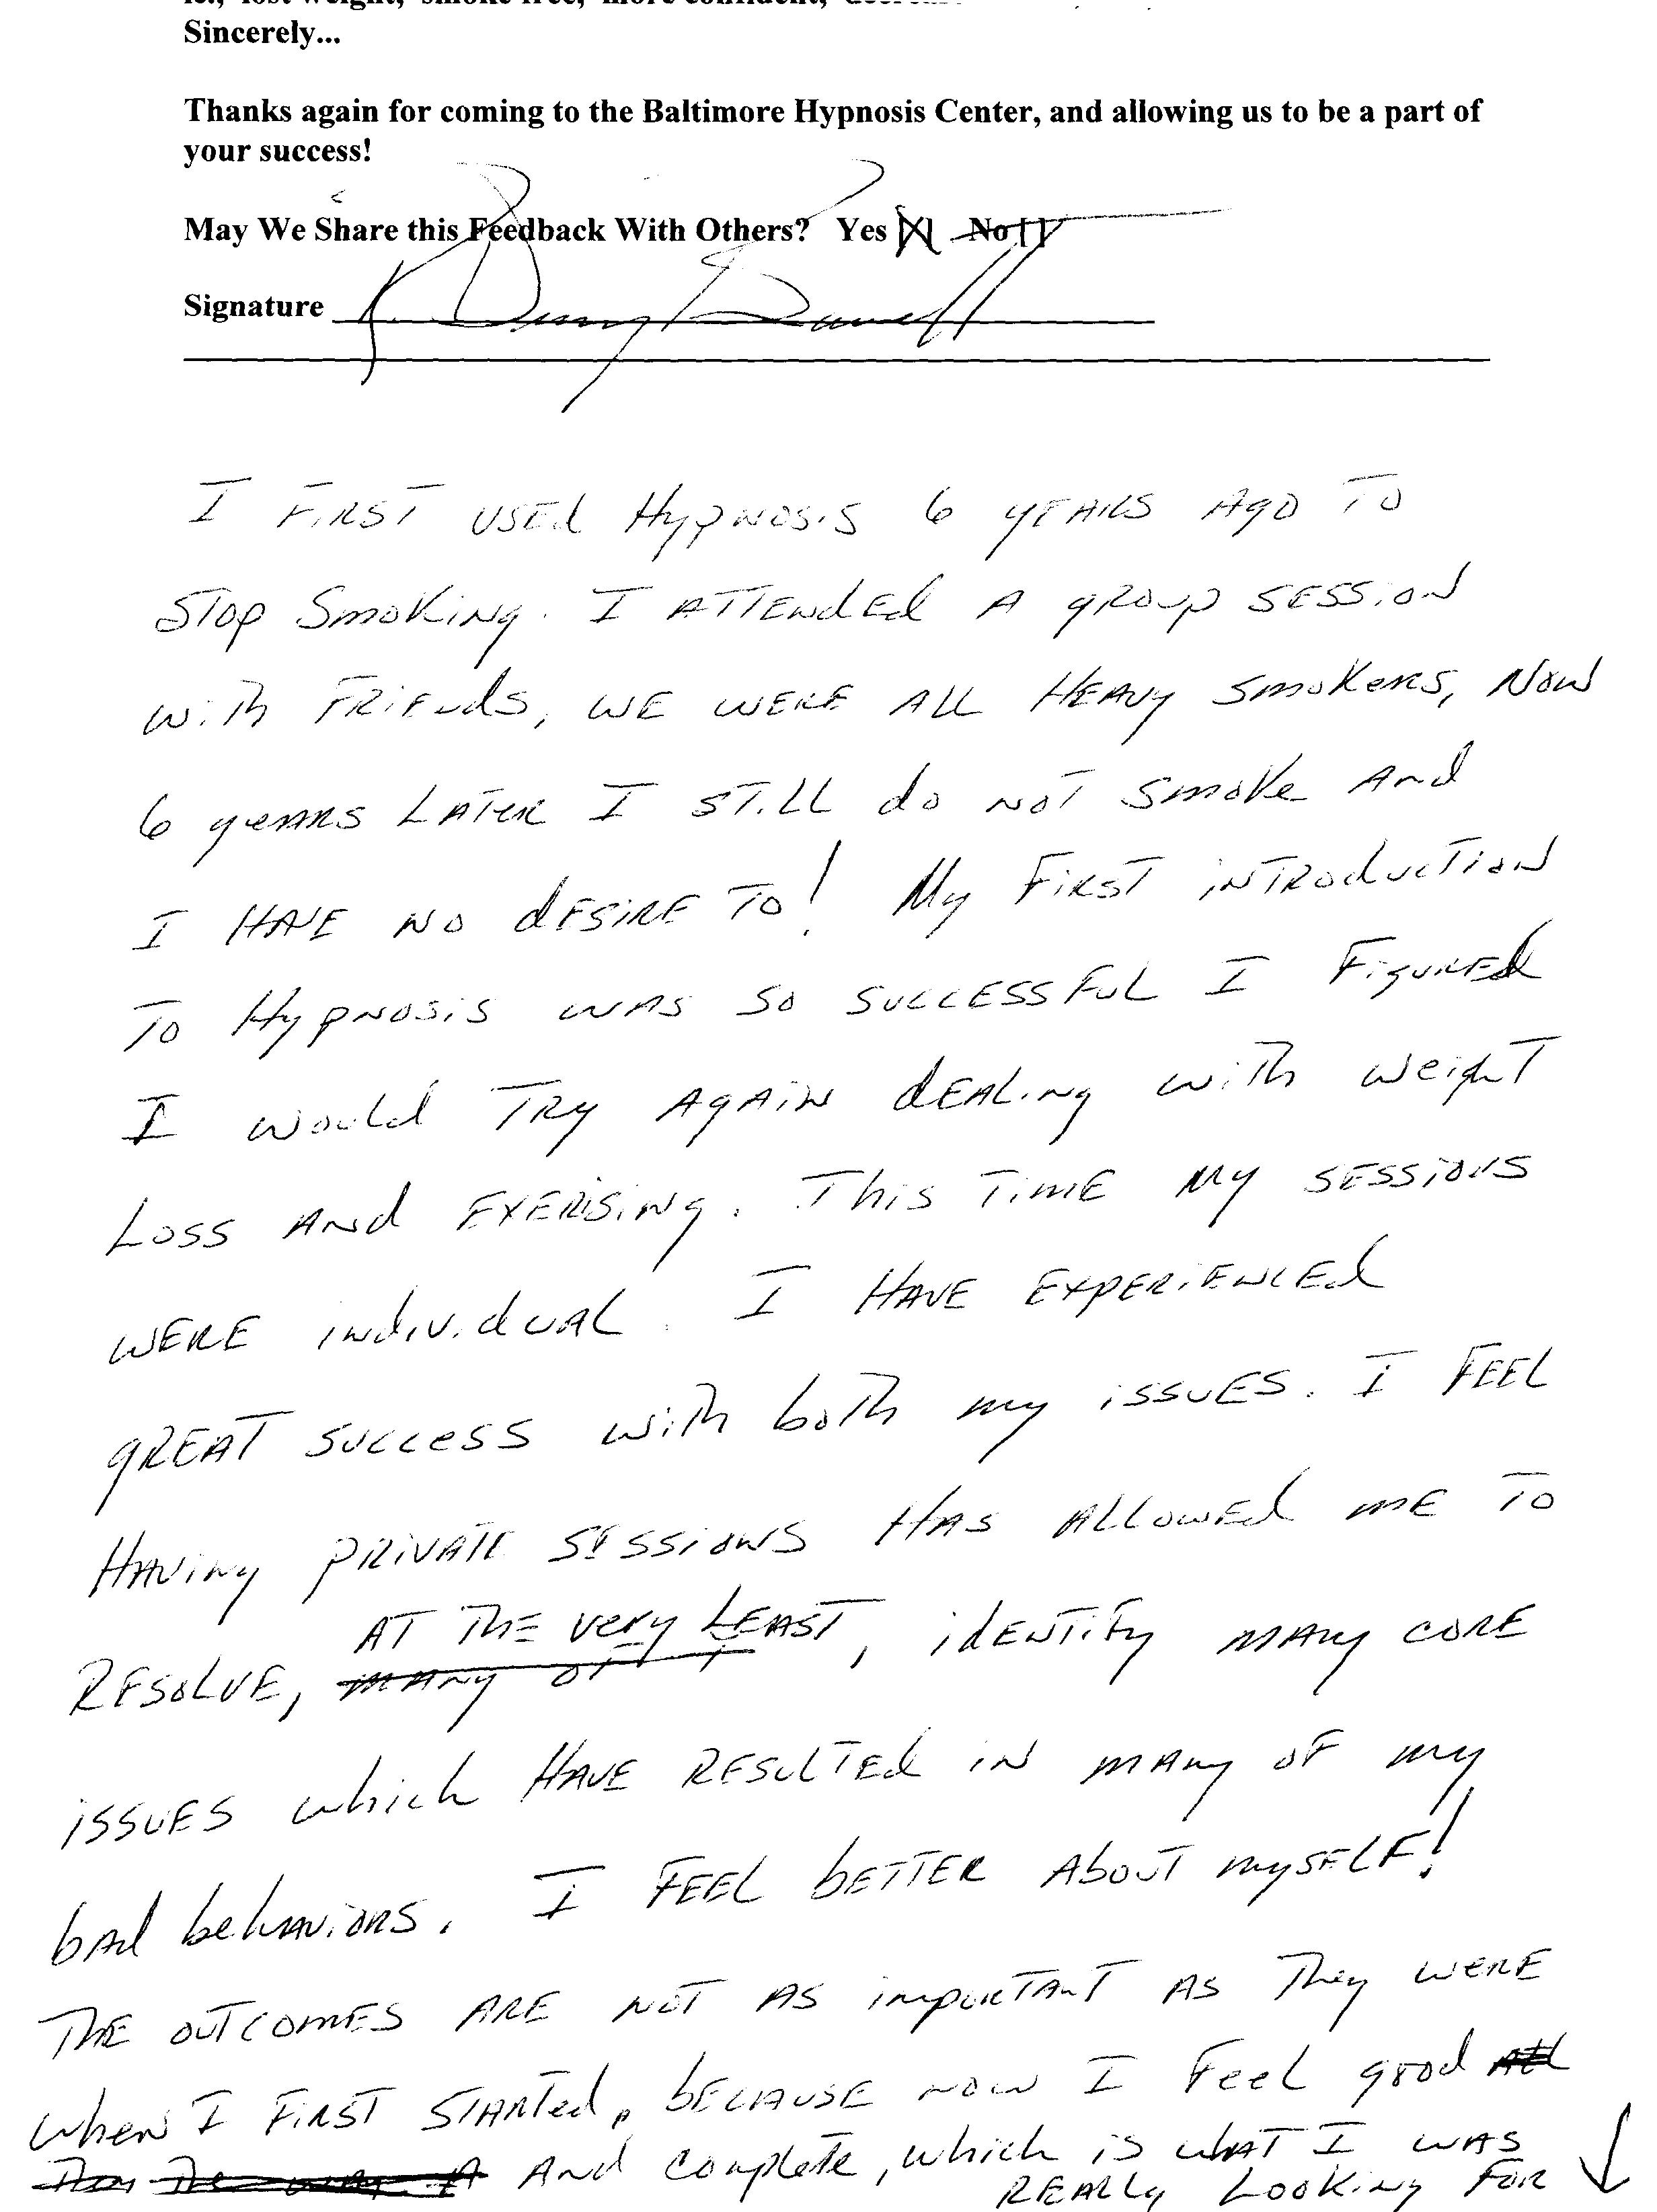 lost weight, smoke free, more confident,
Sincerely...
Thanks again for coming to the Baltimore Hypnosis Center, and allowing us to be a part of
your success!
May We Share this Feedback With Others? Yes [X] No [ ]
Signature
I FIRST USED HypNOSIS 6 YEARS AgO TO
STOP SmoKiNg. I ATTENdEd A gROUp SESSiON
WiTh FRiENds, WE WERE ALL HEAVY SmoKERS, NOW
6 yEARS LATER I STiLL do NOT SmoKe ANd
I HAVE NO dESiRE TO! My FiRST iNTROducTiON
TO HypNOSiS WAS SO SUCCESSFUL I FigUREd
I WOULd TRy AgAiN dEALiNg WiTh WEighT
LOSS ANd EXERISiNg. This TiME My SESSiONS
WERE iNdiVidUAL. I HAVE EXPERiENCEd
gREAT SUCCESS WiTh boTh my iSSUES. I FEEL
HAViNg PRiVATE SESSiONS HAS ALLOWEd ME TO
RESOLVE, many of AT ThE VERy LEAST, idENTiFy MANy CORE
iSSUES which HAVE RESULTEd iN MANy OF my
bAd behAViORS. I FEEL bETTER AbOUT mySELF!
ThE OUTCOMES ARE NOT AS iMPORTANT AS ThEy WERE
WhEN I FiRST STARTEd, bECAUSE NOW I FeeL good
ANd COmpleTe, Which iS WhAT I WAS
REALLy LooKiNg FOR ↓